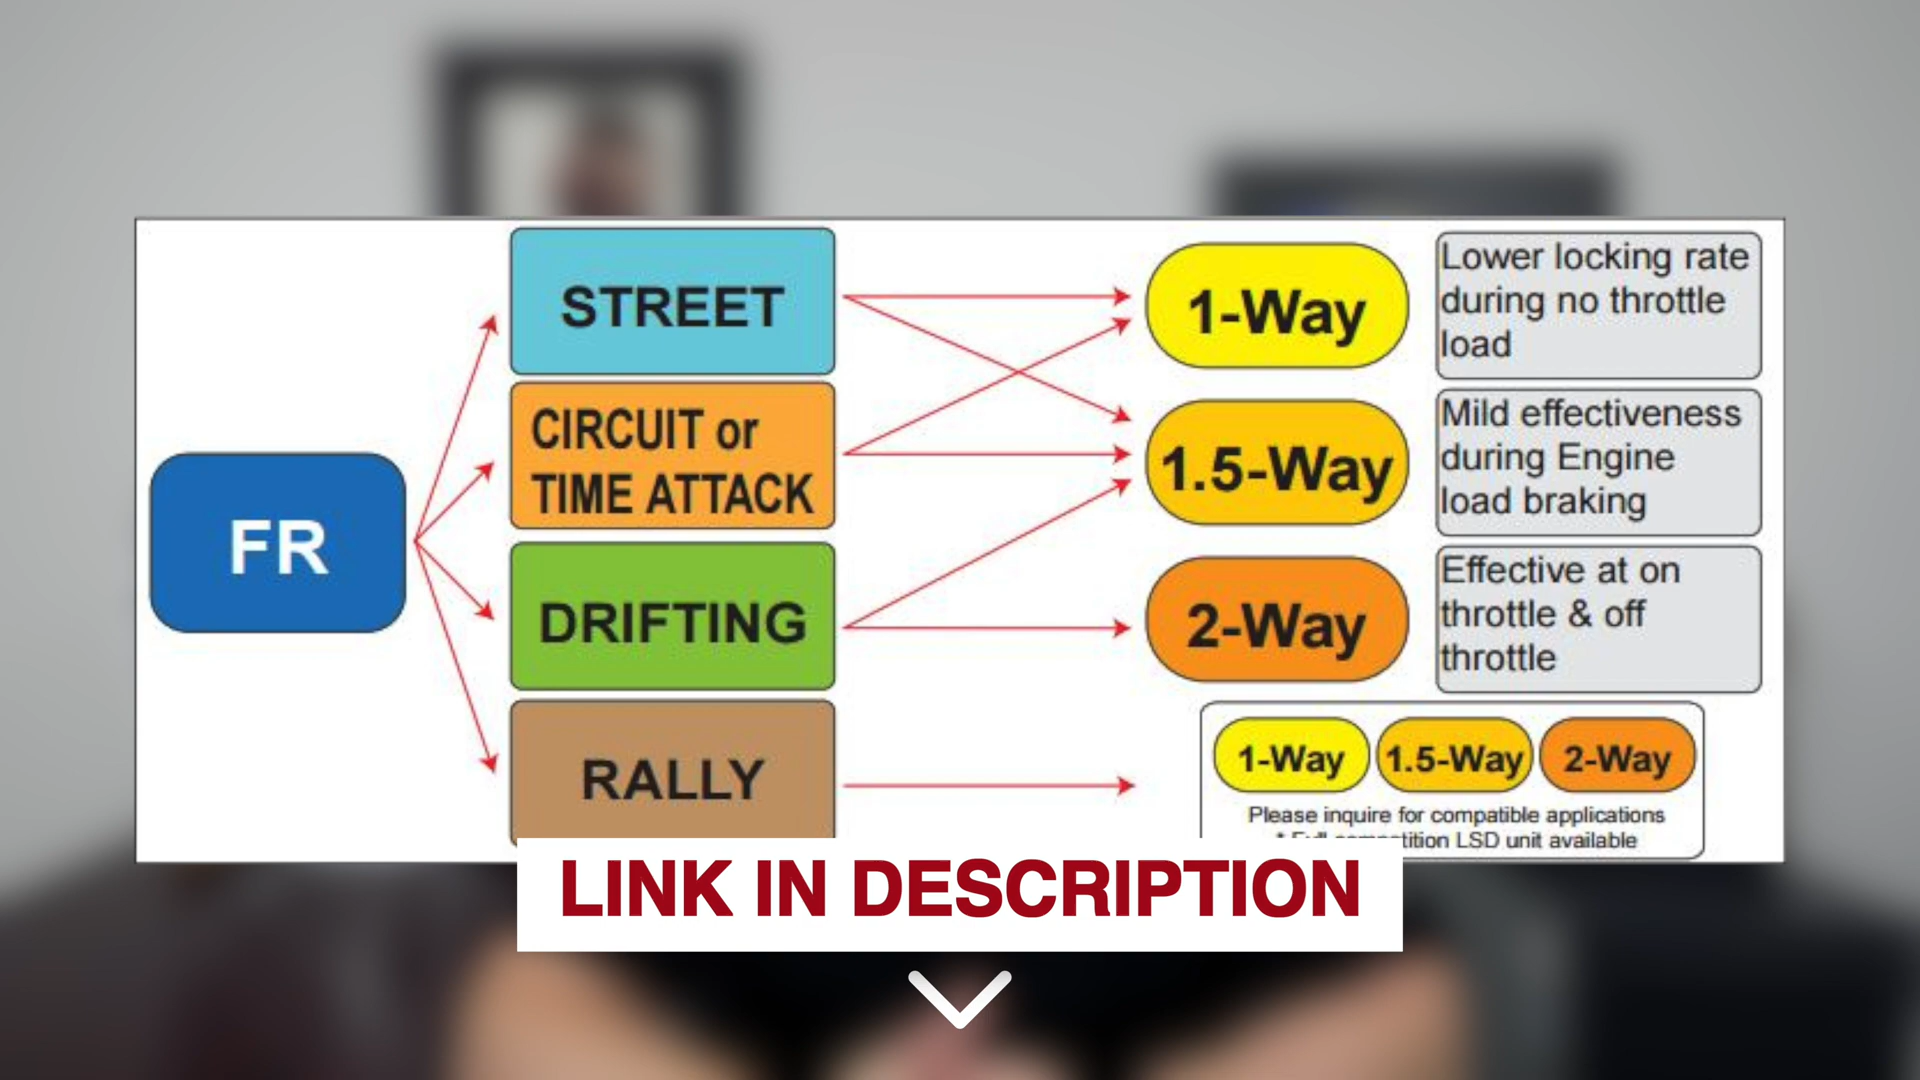 FR
STREET
CIRCUIT or
TIME ATTACK
DRIFTING
RALLY
1-Way
Lower locking rate
during no throttle
load
1.5-Way
Mild effectiveness
during Engine
load braking
2-Way
Effective at on
throttle & off
throttle
1-Way 1.5-Way 2-Way
Please inquire for compatible applications
LSD unit available
LINK IN DESCRIPTION